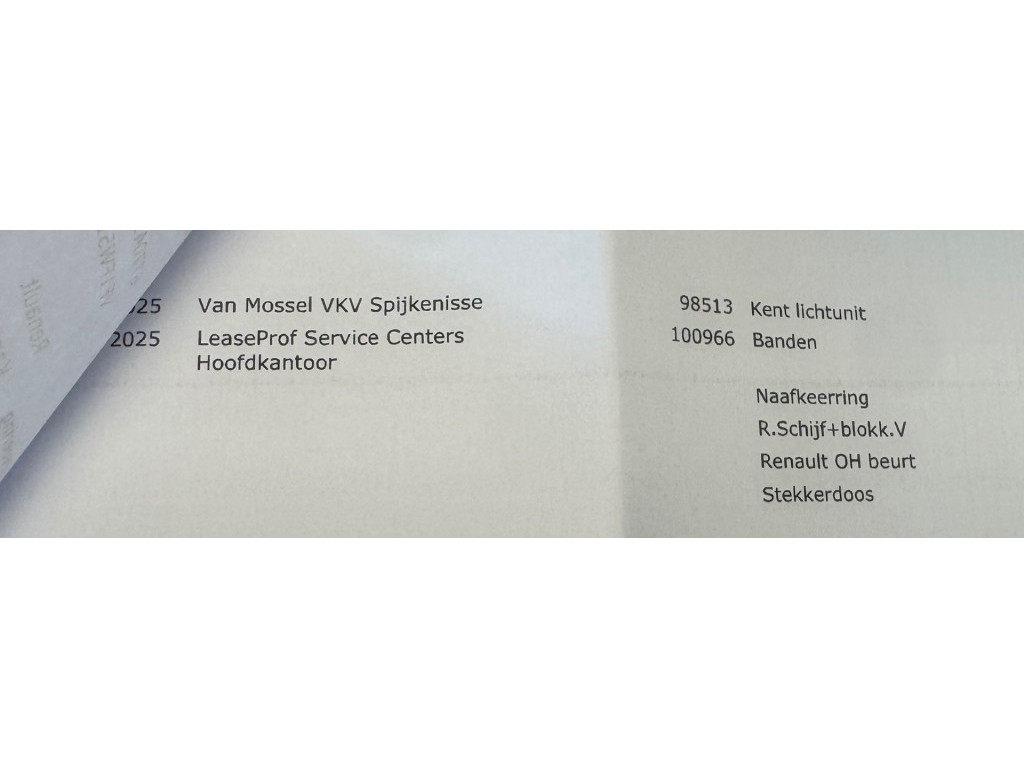 2025 Van Mossel VKV Spijkenisse 98513 Kent lichtunit
2025 LeaseProf Service Centers 100966 Banden
Hoofdkantoor
Naafkeerring
R.Schijf+blokk.V
Renault OH beurt
Stekkerdoos